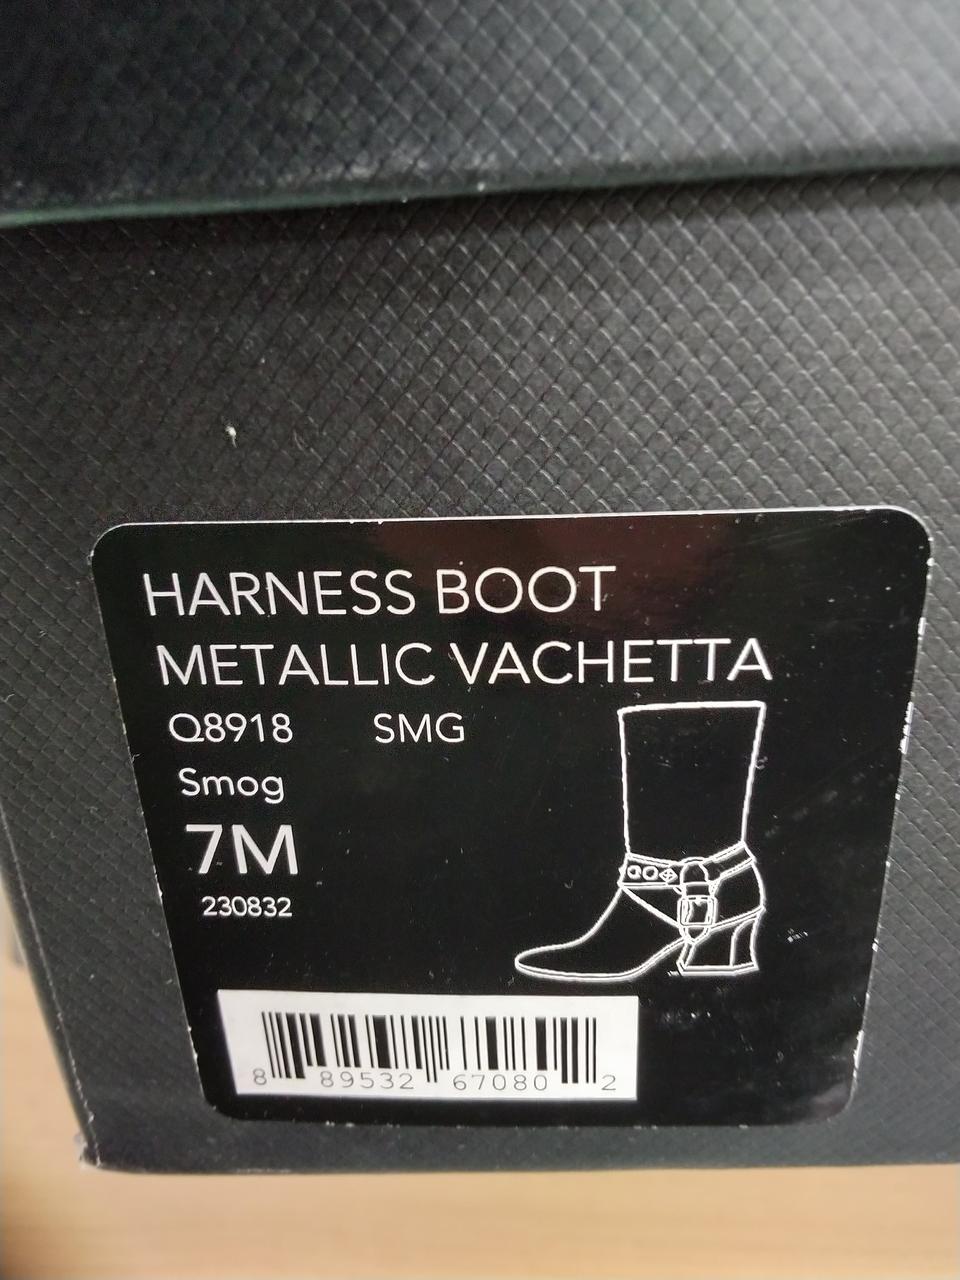 HARNESS BOOT
METALLIC VACHETTA
Q8918 SMG
Smog
7M
230832
8 89532 67080 2